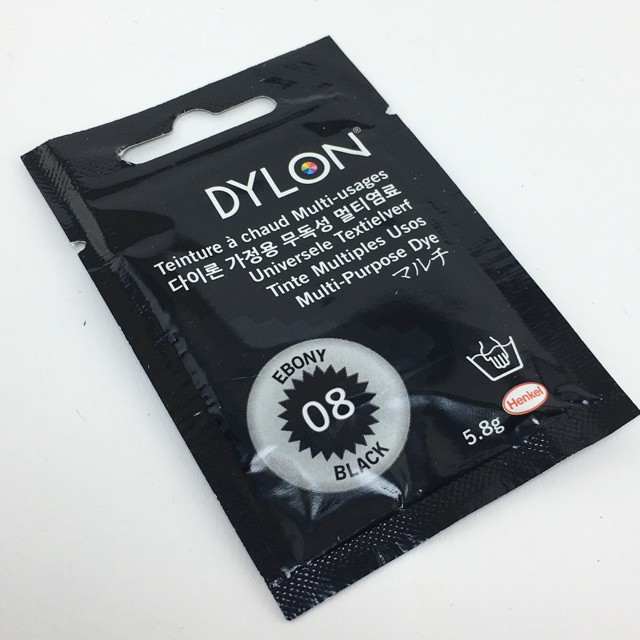 DYLON®
Teinture à chaud Multi-usages
다이론 가정용 무독성 멀티염료
Universele Textielverf
Tinte Multiples Usos
Multi-Purpose Dye
マルチ
EBONY
08
BLACK
Henkel
5.8g